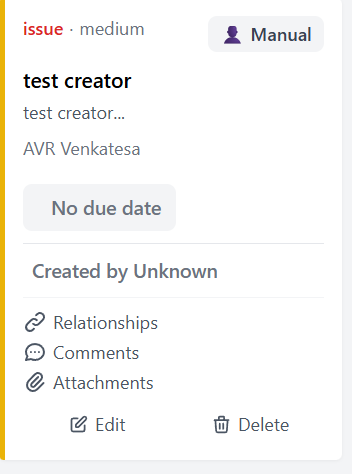 issue · medium
Manual
test creator
test creator...
AVR Venkatesa
No due date
Created by Unknown
Relationships
Comments
Attachments
Edit
Delete